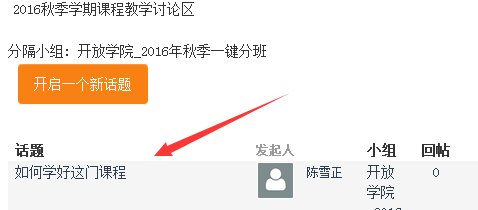 2016秋季学期课程教学讨论区
分隔小组：开放学院_2016年秋季一键分班
开启一个新话题
话题 发起人 小组 回帖
如何学好这门课程 陈雪正 开放 0
学院